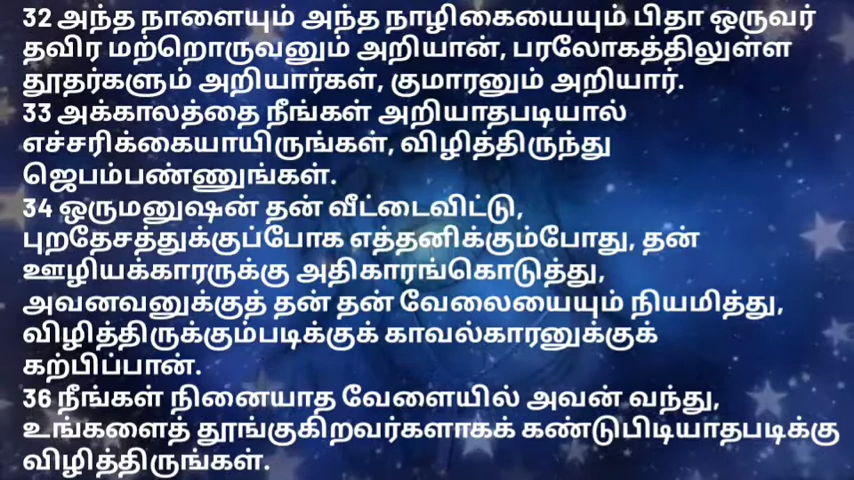 32 அந்த நாளையும் அந்த நாழிகையையும் பிதா ஒருவர்
தவிர மற்றொருவனும் அறியான், பரலோகத்திலுள்ள
தூதர்களும் அறியார்கள், குமாரனும் அறியார்.
33 அக்காலத்தை நீங்கள் அறியாதபடியால்
எச்சரிக்கையாயிருங்கள், விழித்திருந்து
ஜெபம்பண்ணுங்கள்.
34 ஒருமனுஷன் தன் வீட்டைவிட்டு,
புறதேசத்துக்குப்போக எத்தனிக்கும்போது, தன்
ஊழியக்காரருக்கு அதிகாரங்கொடுத்து,
அவனவனுக்குத் தன் தன் வேலையையும் நியமித்து,
விழித்திருக்கும்படிக்குக் காவல்காரனுக்குக்
கற்பிப்பான்.
36 நீங்கள் நினையாத வேளையில் அவன் வந்து,
உங்களைத் தூங்குகிறவர்களாகக் கண்டுபிடியாதபடிக்கு
விழித்திருங்கள்.